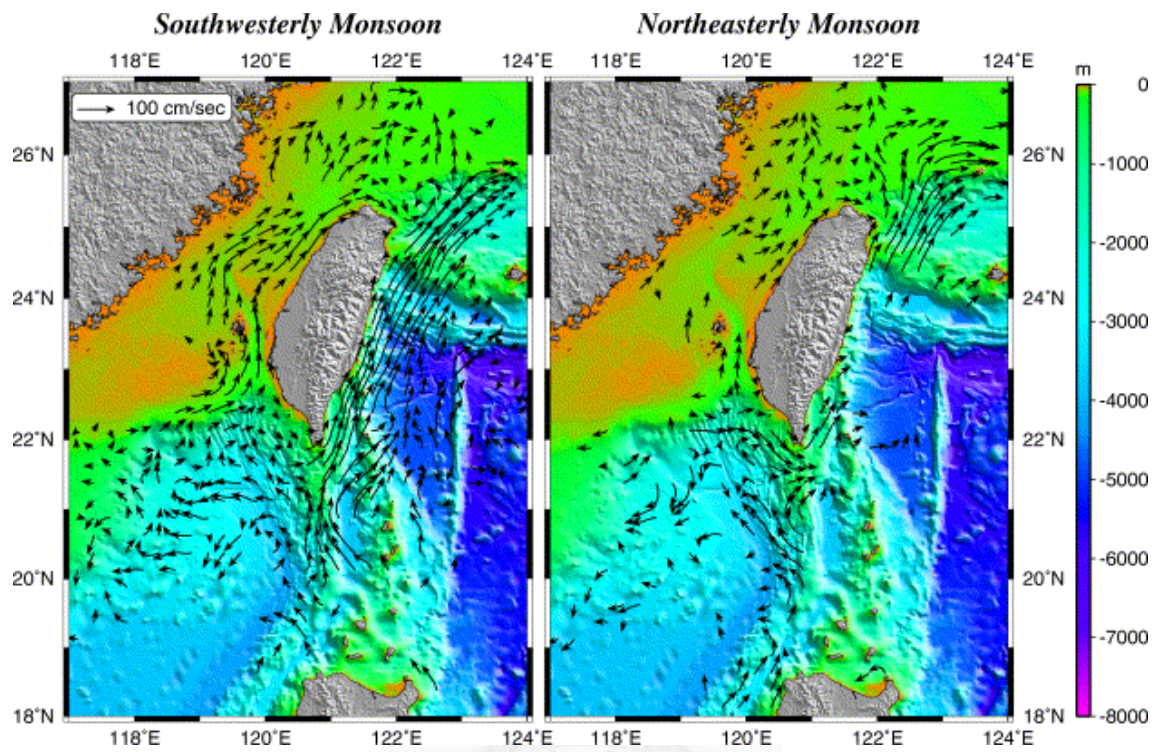 Southwesterly Monsoon Northeasterly Monsoon
118°E 120°E 122°E 124°E 118°E 120°E 122°E 124°E
m
100 cm/sec
0
26°N 26°N
-1000
-2000
24°N 24°N
-3000
-4000
22°N 22°N
-5000
-6000
20°N 20°N
-7000
18°N 18°N
-8000
118°E 120°E 122°E 124°E 118°E 120°E 122°E 124°E